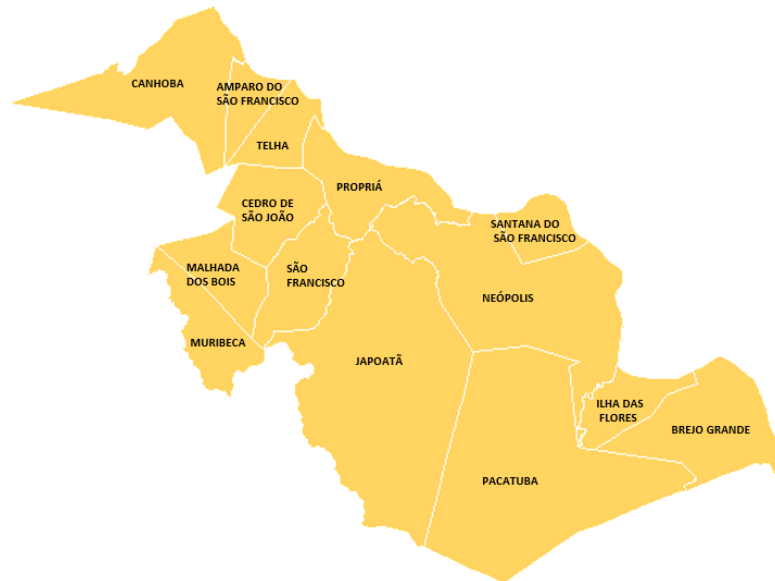 CANHOBA
AMPARO DO
SÃO FRANCISCO
TELHA
PROPRIÁ
CEDRO DE
SÃO JOÃO
SANTANA DO
SÃO FRANCISCO
MALHADA
DOS BOIS
SÃO
FRANCISCO
NEÓPOLIS
MURIBECA
JAPOATÃ
ILHA DAS
FLORES
BREJO GRANDE
PACATUBA